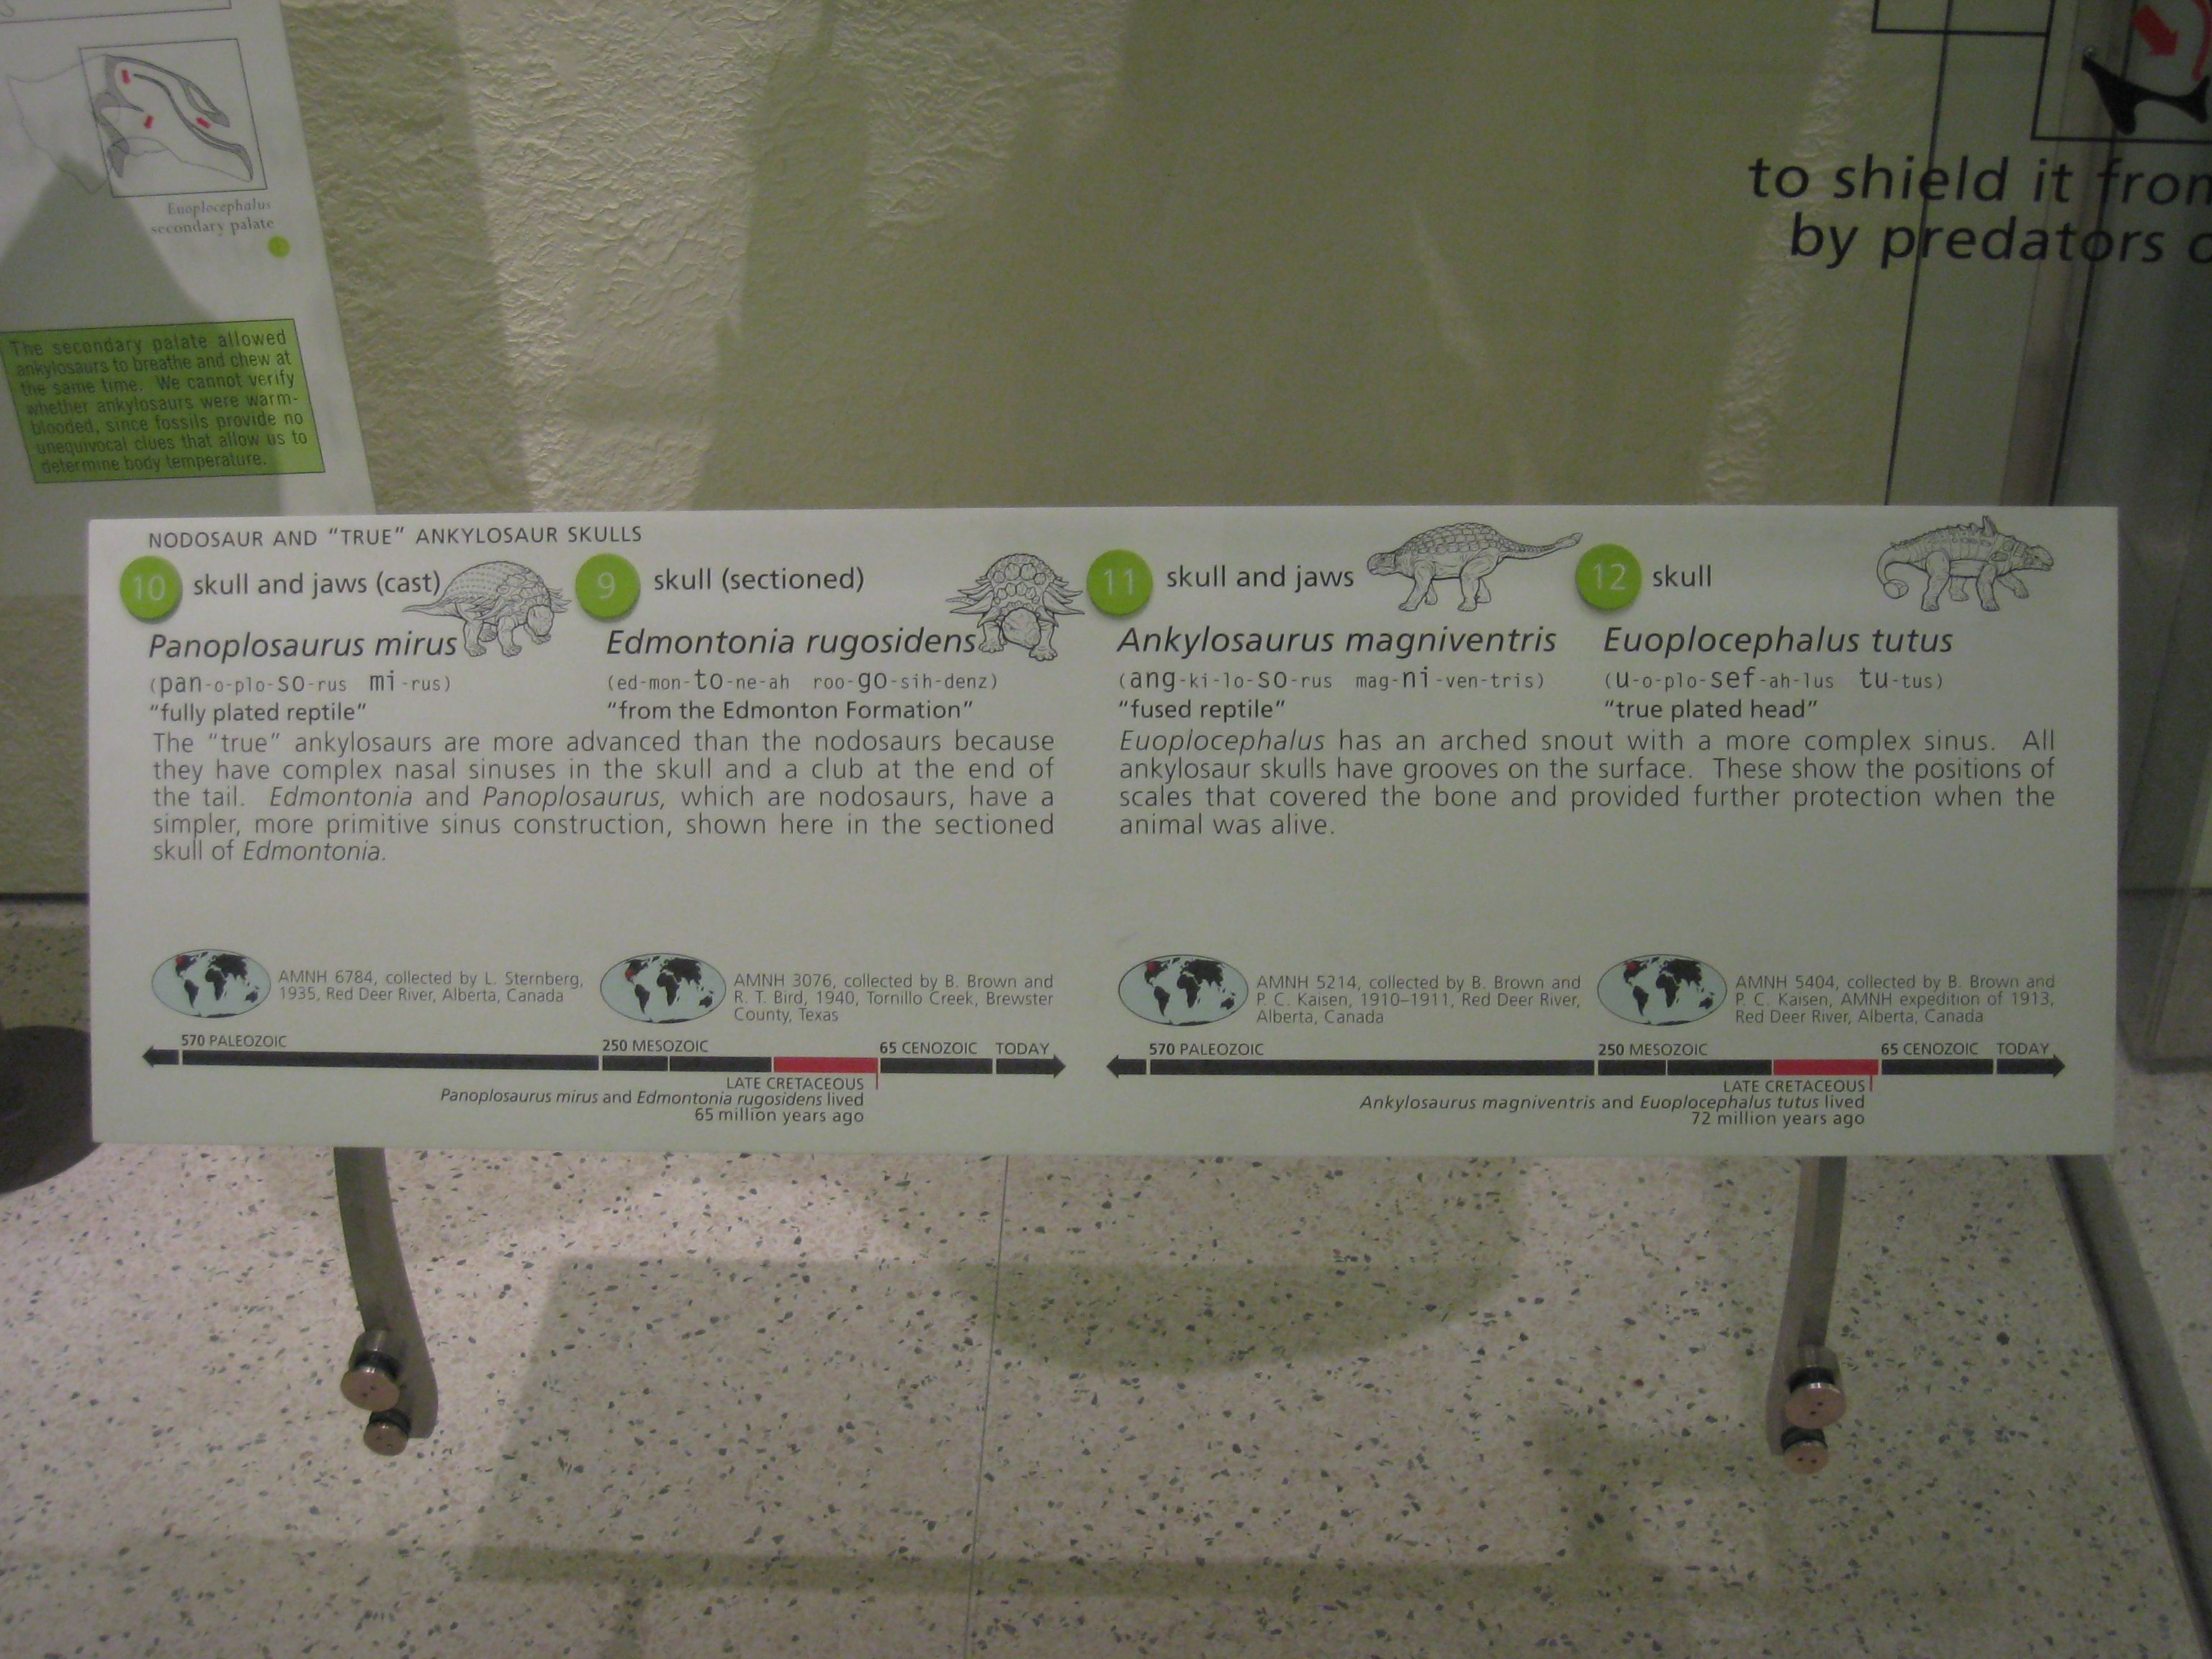 Euoplocephalus
secondary palate
The secondary palate allowed
ankylosaurs to breathe and chew at
the same time. We cannot verify
whether ankylosaurs were warm-
blooded, since fossils provide no
unequivocal clues that allow us to
determine body temperature.
to shield it from
by predators o
NODOSAUR AND "TRUE" ANKYLOSAUR SKULLS
10 skull and jaws (cast)
Panoplosaurus mirus
(pan-o-plo-so-rus mi-rus)
"fully plated reptile"
9 skull (sectioned)
Edmontonia rugosidens
(ed-mon-to-ne-ah roo-go-sih-denz)
"from the Edmonton Formation"
The "true" ankylosaurs are more advanced than the nodosaurs because
they have complex nasal sinuses in the skull and a club at the end of
the tail. Edmontonia and Panoplosaurus, which are nodosaurs, have a
simpler, more primitive sinus construction, shown here in the sectioned
skull of Edmontonia.
AMNH 6784, collected by L. Sternberg,
1935, Red Deer River, Alberta, Canada
AMNH 3076, collected by B. Brown and
R. T. Bird, 1940, Tornillo Creek, Brewster
County, Texas
570 PALEOZOIC 250 MESOZOIC 65 CENOZOIC TODAY
LATE CRETACEOUS
Panoplosaurus mirus and Edmontonia rugosidens lived
65 million years ago
11 skull and jaws
Ankylosaurus magniventris
(ang-ki-lo-so-rus mag-ni-ven-tris)
"fused reptile"
12 skull
Euoplocephalus tutus
(u-o-plo-sef-ah-lus tu-tus)
"true plated head"
Euoplocephalus has an arched snout with a more complex sinus. All
ankylosaur skulls have grooves on the surface. These show the positions of
scales that covered the bone and provided further protection when the
animal was alive.
AMNH 5214, collected by B. Brown and
P. C. Kaisen, 1910–1911, Red Deer River,
Alberta, Canada
AMNH 5404, collected by B. Brown and
P. C. Kaisen, AMNH expedition of 1913,
Red Deer River, Alberta, Canada
570 PALEOZOIC 250 MESOZOIC 65 CENOZOIC TODAY
LATE CRETACEOUS
Ankylosaurus magniventris and Euoplocephalus tutus lived
72 million years ago